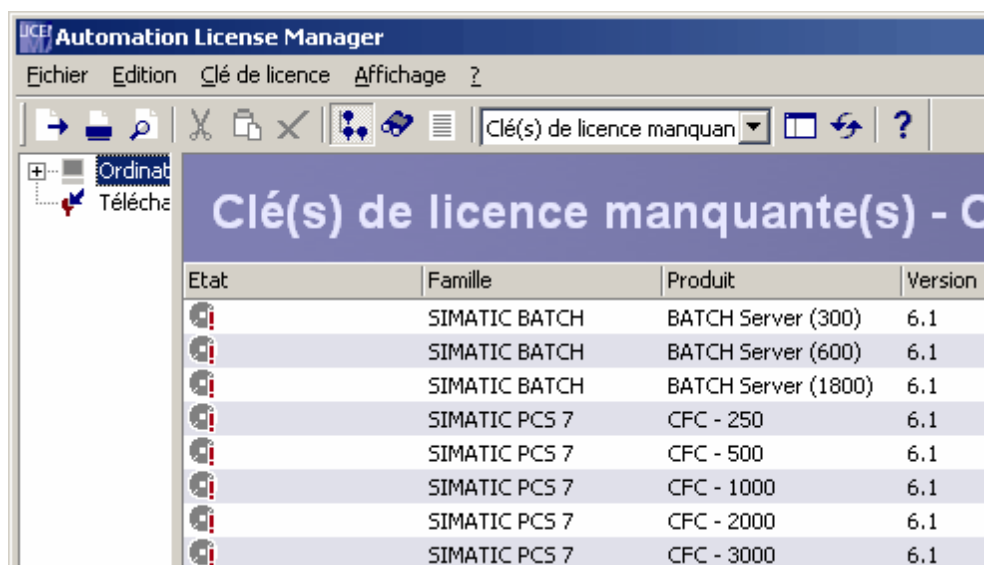 Automation License Manager
Fichier Edition Clé de licence Affichage ?
Clé(s) de licence manquan ?
Ordinat
Télécha
Clé(s) de licence manquante(s) - 
Etat Famille Produit Version
SIMATIC BATCH BATCH Server (300) 6.1
SIMATIC BATCH BATCH Server (600) 6.1
SIMATIC BATCH BATCH Server (1800) 6.1
SIMATIC PCS 7 CFC - 250 6.1
SIMATIC PCS 7 CFC - 500 6.1
SIMATIC PCS 7 CFC - 1000 6.1
SIMATIC PCS 7 CFC - 2000 6.1
SIMATIC PCS 7 CFC - 3000 6.1